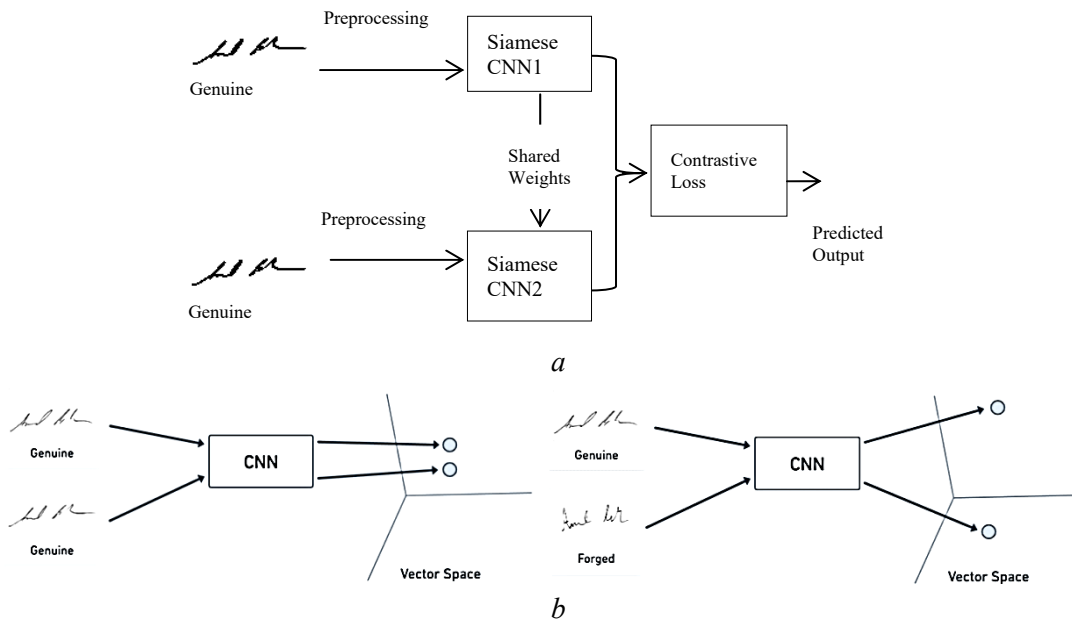 Preprocessing
Genuine
Siamese
CNN1
Shared
Weights
Contrastive
Loss
Predicted
Output
Preprocessing
Genuine
Siamese
CNN2
a
Genuine
Genuine
CNN
Vector Space
Genuine
Forged
CNN
Vector Space
b